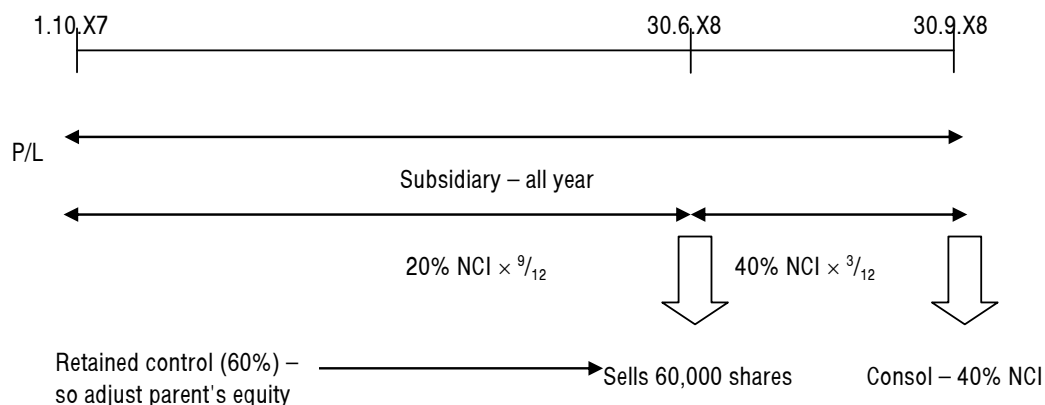 1.10.X7 30.6.X8 30.9.X8
P/L
Subsidiary – all year
20% NCI × 9/12 40% NCI × 3/12
Retained control (60%) –
so adjust parent's equity
Sells 60,000 shares Consol – 40% NCI